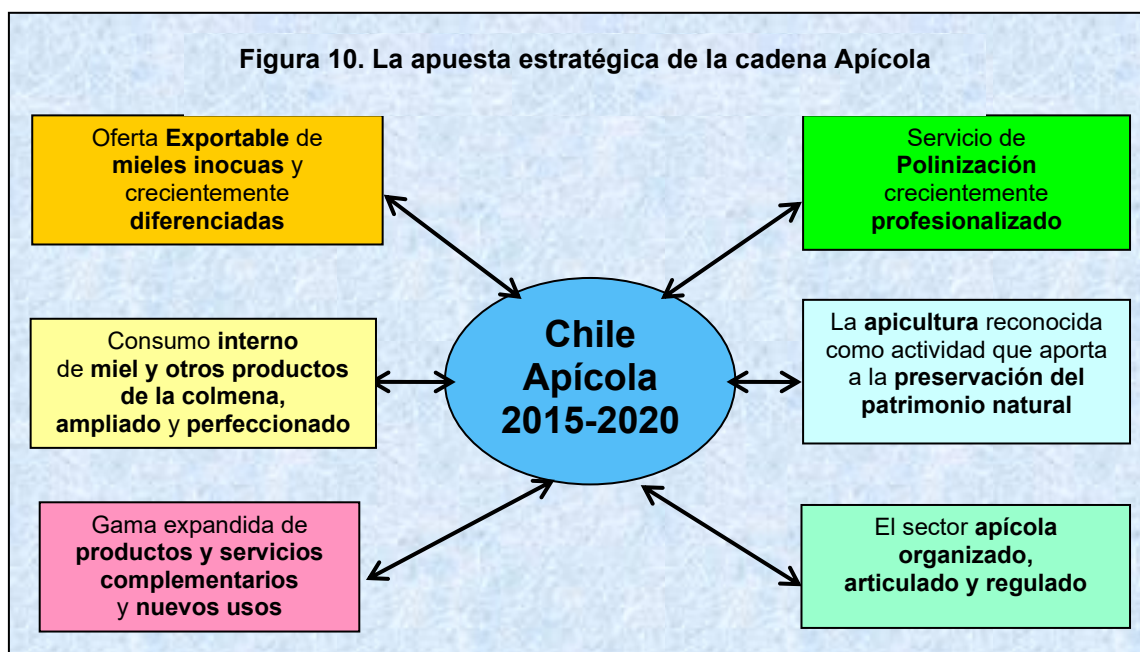 Figura 10. La apuesta estratégica de la cadena Apícola
Oferta Exportable de
mieles inocuas y
crecientemente
diferenciadas
Servicio de
Polinización
crecientemente
profesionalizado
Consumo interno
de miel y otros productos
de la colmena,
ampliado y perfeccionado
Chile
Apícola
2015-2020
La apicultura reconocida
como actividad que aporta
a la preservación del
patrimonio natural
Gama expandida de
productos y servicios
complementarios
y nuevos usos
El sector apícola
organizado,
articulado y regulado